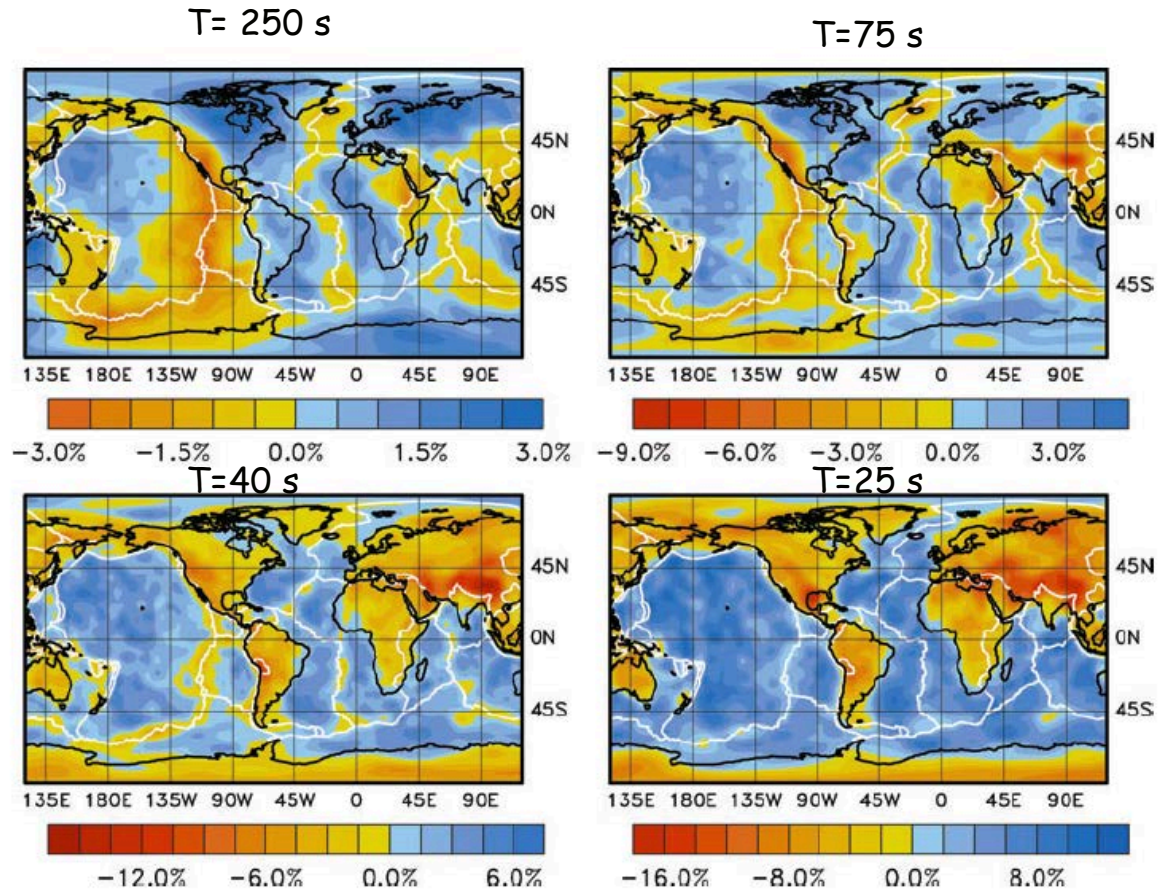 T= 250 s
T=75 s
45N
0N
45S
135E 180E 135W 90W 45W 0 45E 90E
−3.0% −1.5% 0.0% 1.5% 3.0%
45N
0N
45S
135E 180E 135W 90W 45W 0 45E 90E
−9.0% −6.0% −3.0% 0.0% 3.0%
T=40 s
T=25 s
45N
0N
45S
135E 180E 135W 90W 45W 0 45E 90E
−12.0% −6.0% 0.0% 6.0%
45N
0N
45S
135E 180E 135W 90W 45W 0 45E 90E
−16.0% −8.0% 0.0% 8.0%